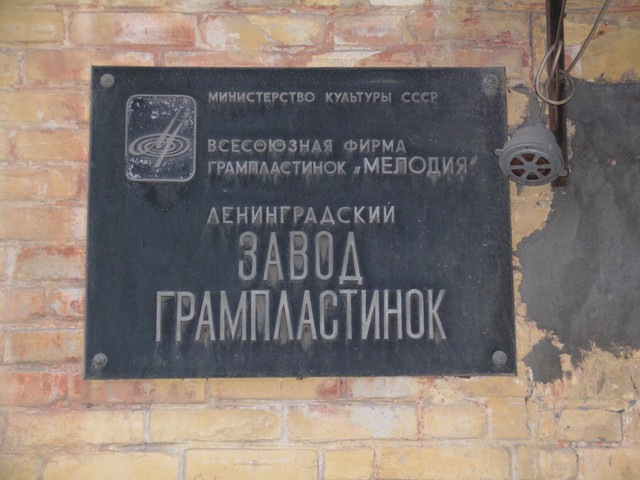 МИНИСТЕРСТВО КУЛЬТУРЫ СССР
ВСЕСОЮЗНАЯ ФИРМА
ГРАМПЛАСТИНОК „МЕЛОДИЯ“
ЛЕНИНГРАДСКИЙ
ЗАВОД
ГРАМПЛАСТИНОК